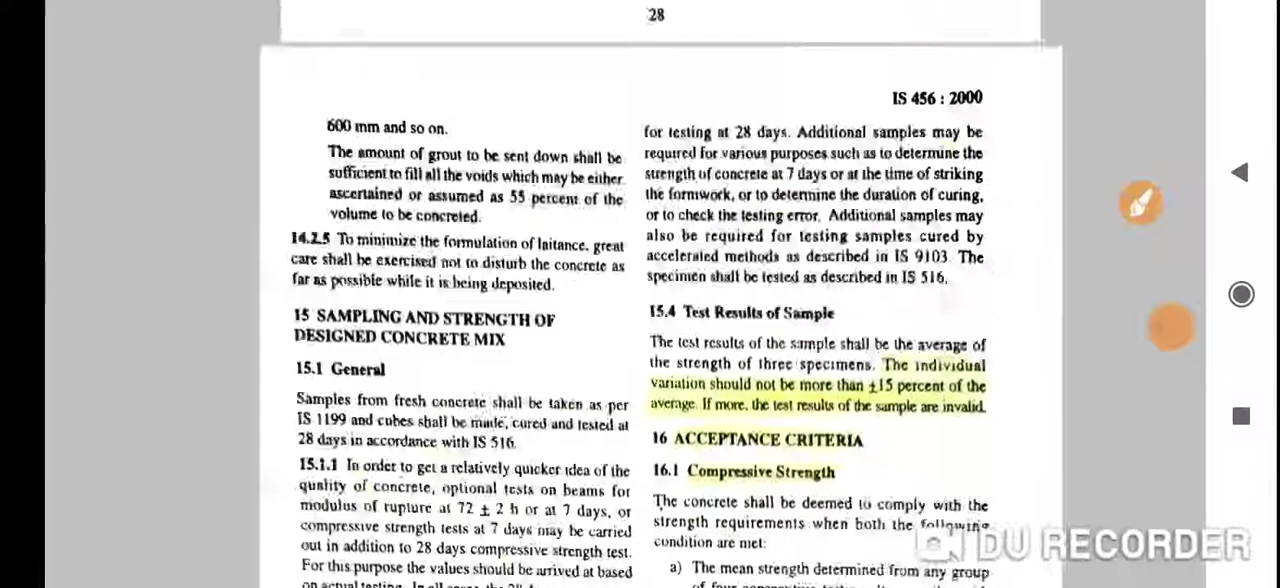 28
IS 456 : 2000
600 mm and so on.
The amount of grout to be sent down shall be
sufficient to fill all the voids which may be either
ascertained or assumed as 55 percent of the
volume to be concreted.
14.2.5 To minimize the formulation of laitance, great
care shall be exercised not to disturb the concrete as
far as possible while it is being deposited.
15 SAMPLING AND STRENGTH OF
DESIGNED CONCRETE MIX
15.1 General
Samples from fresh concrete shall be taken as per
IS 1199 and cubes shall be made, cured and tested at
28 days in accordance with IS 516.
15.1.1 In order to get a relatively quicker idea of the
quality of concrete, optional tests on beams for
modulus of rupture at 72 ± 2 h or at 7 days, or
compressive strength tests at 7 days may be carried
out in addition to 28 days compressive strength test.
For this purpose the values should be arrived at based
on actual testing. In all
for testing at 28 days. Additional samples may be
required for various purposes such as to determine the
strength of concrete at 7 days or at the time of striking
the formwork, or to determine the duration of curing,
or to check the testing error. Additional samples may
also be required for testing samples cured by
accelerated methods as described in IS 9103. The
specimen shall be tested as described in IS 516.
15.4 Test Results of Sample
The test results of the sample shall be the average of
the strength of three specimens. The individual
variation should not be more than ±15 percent of the
average. If more, the test results of the sample are invalid.
16 ACCEPTANCE CRITERIA
16.1 Compressive Strength
The concrete shall be deemed to comply with the
strength requirements when both the following
condition are met:
a) The mean strength determined from any group
of four consecutive
DU RECORDER